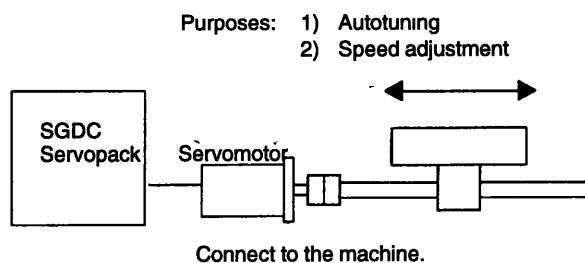 Purposes: 1) Autotuning
2) Speed adjustment
SGDC
Servopack
Servomotor
Connect to the machine.